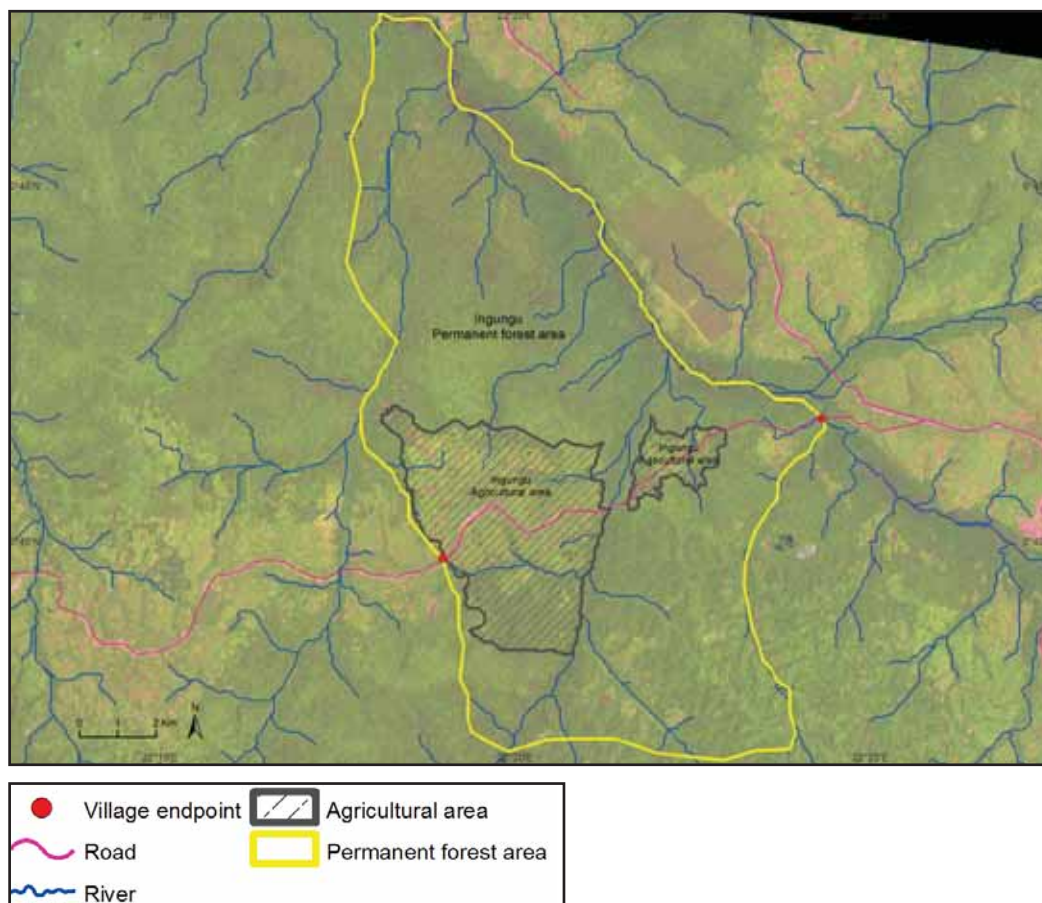 Ingungu
Permanent forest area
Ingungu
Agricultural area
Ingungu
Agricultural area
N
0 1 2 Km
Village endpoint
Agricultural area
Road
Permanent forest area
River